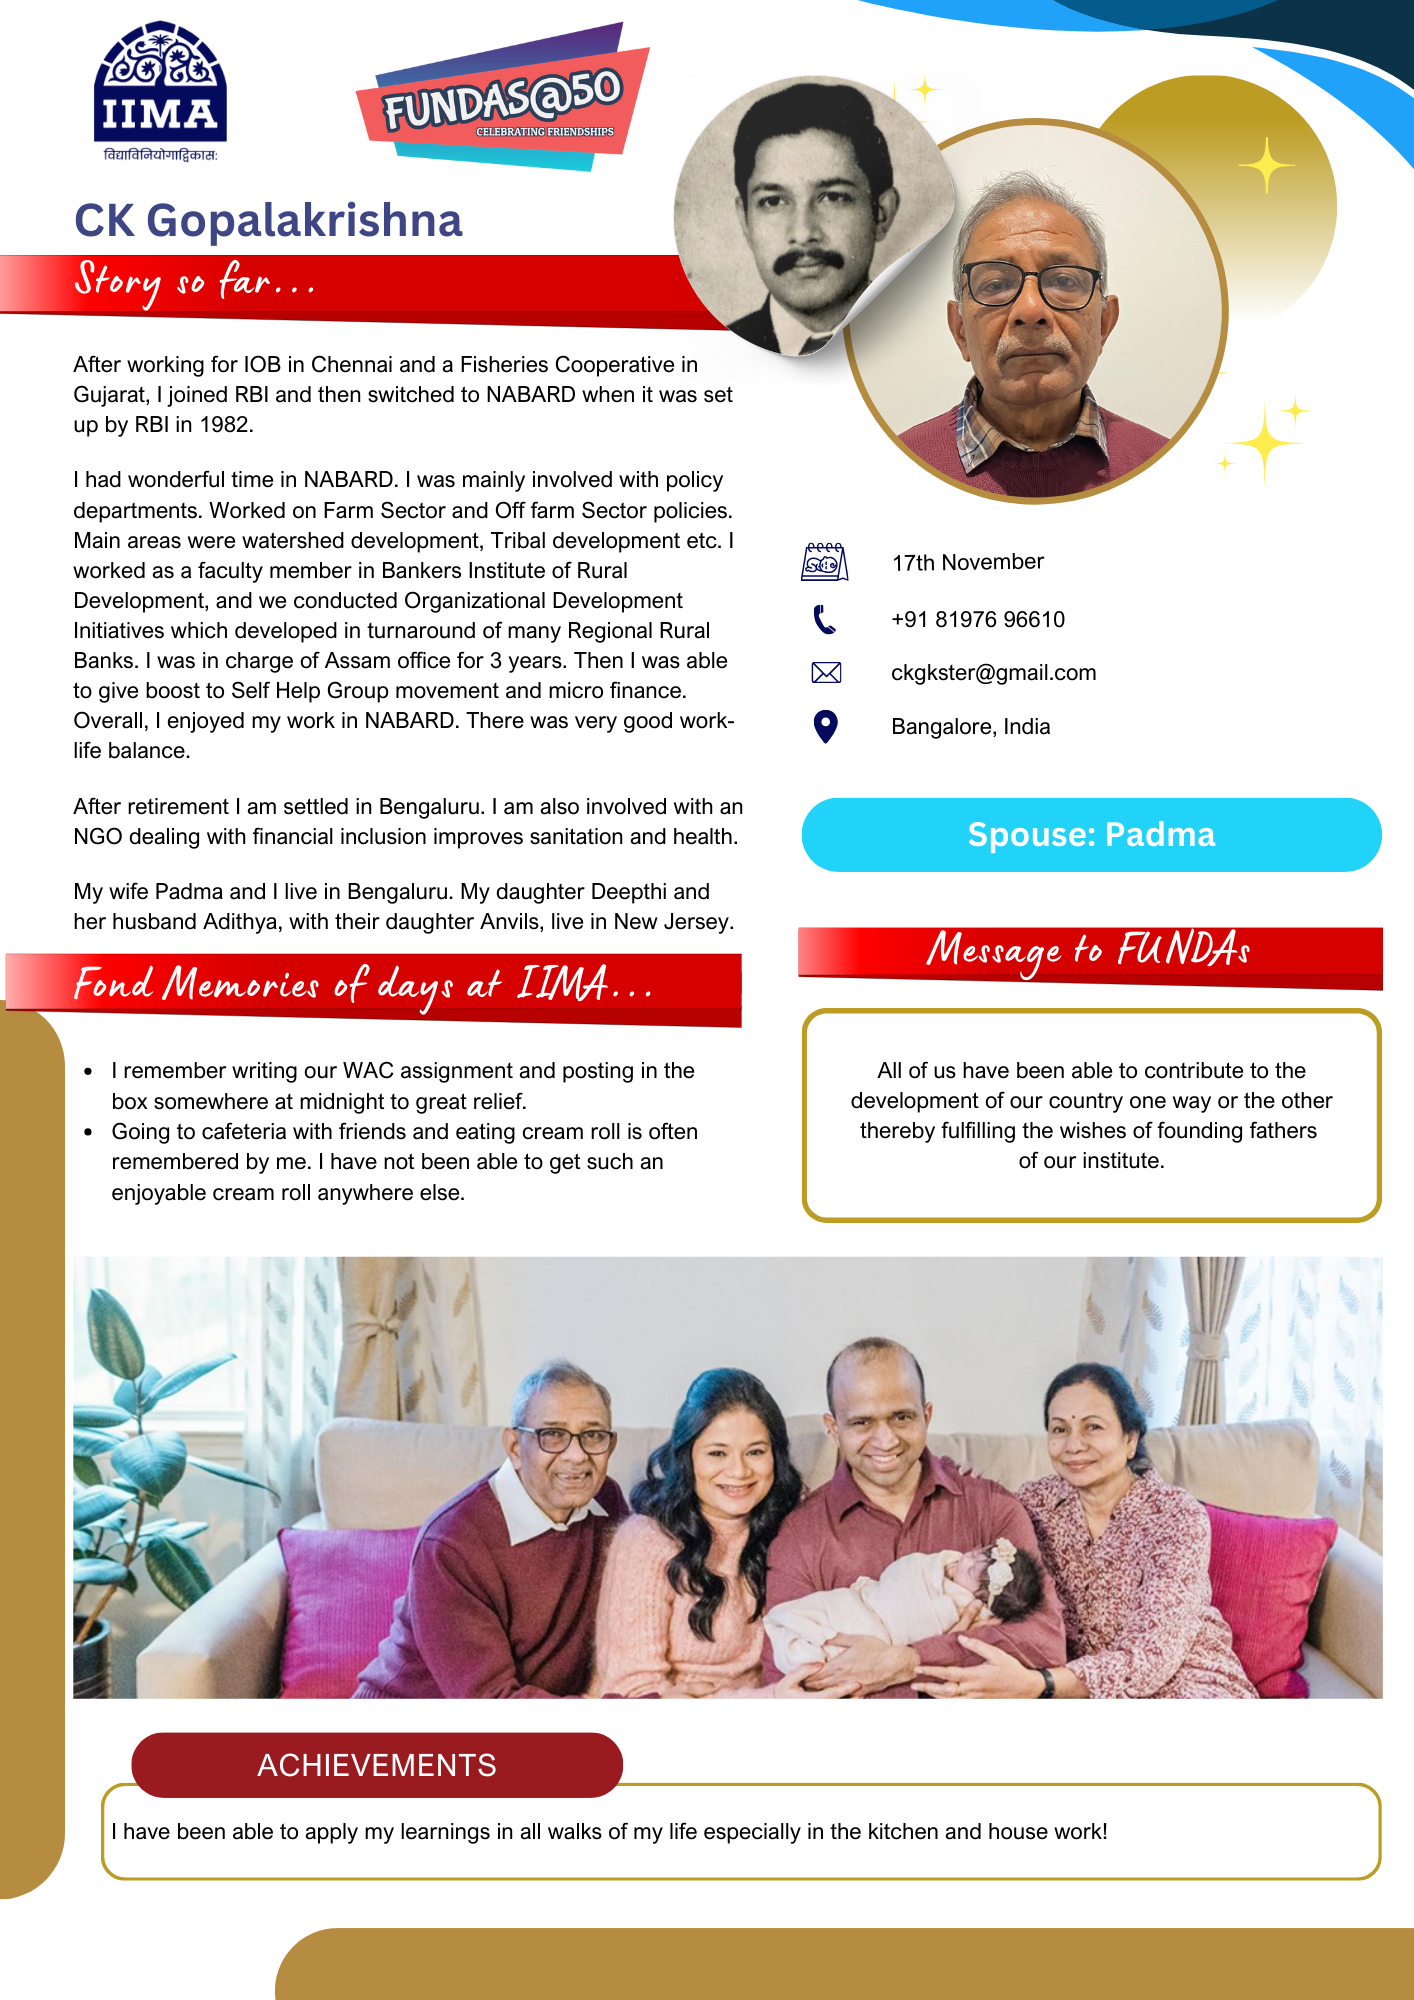 IIMA
विद्याविनियोगाद्विकास:
FUNDAS@50
CELEBRATING FRIENDSHIPS
CK Gopalakrishna
Story so far...
After working for IOB in Chennai and a Fisheries Cooperative in
Gujarat, I joined RBI and then switched to NABARD when it was set
up by RBI in 1982.
I had wonderful time in NABARD. I was mainly involved with policy
departments. Worked on Farm Sector and Off farm Sector policies.
Main areas were watershed development, Tribal development etc. I
worked as a faculty member in Bankers Institute of Rural
Development, and we conducted Organizational Development
Initiatives which developed in turnaround of many Regional Rural
Banks. I was in charge of Assam office for 3 years. Then I was able
to give boost to Self Help Group movement and micro finance.
Overall, I enjoyed my work in NABARD. There was very good work-
life balance.
After retirement I am settled in Bengaluru. I am also involved with an
NGO dealing with financial inclusion improves sanitation and health.
My wife Padma and I live in Bengaluru. My daughter Deepthi and
her husband Adithya, with their daughter Anvils, live in New Jersey.
17th November
+91 81976 96610
ckgkster@gmail.com
Bangalore, India
Spouse: Padma
Fond Memories of days at IIMA...
• I remember writing our WAC assignment and posting in the
box somewhere at midnight to great relief.
• Going to cafeteria with friends and eating cream roll is often
remembered by me. I have not been able to get such an
enjoyable cream roll anywhere else.
Message to FUNDAs
All of us have been able to contribute to the
development of our country one way or the other
thereby fulfilling the wishes of founding fathers
of our institute.
ACHIEVEMENTS
I have been able to apply my learnings in all walks of my life especially in the kitchen and house work!